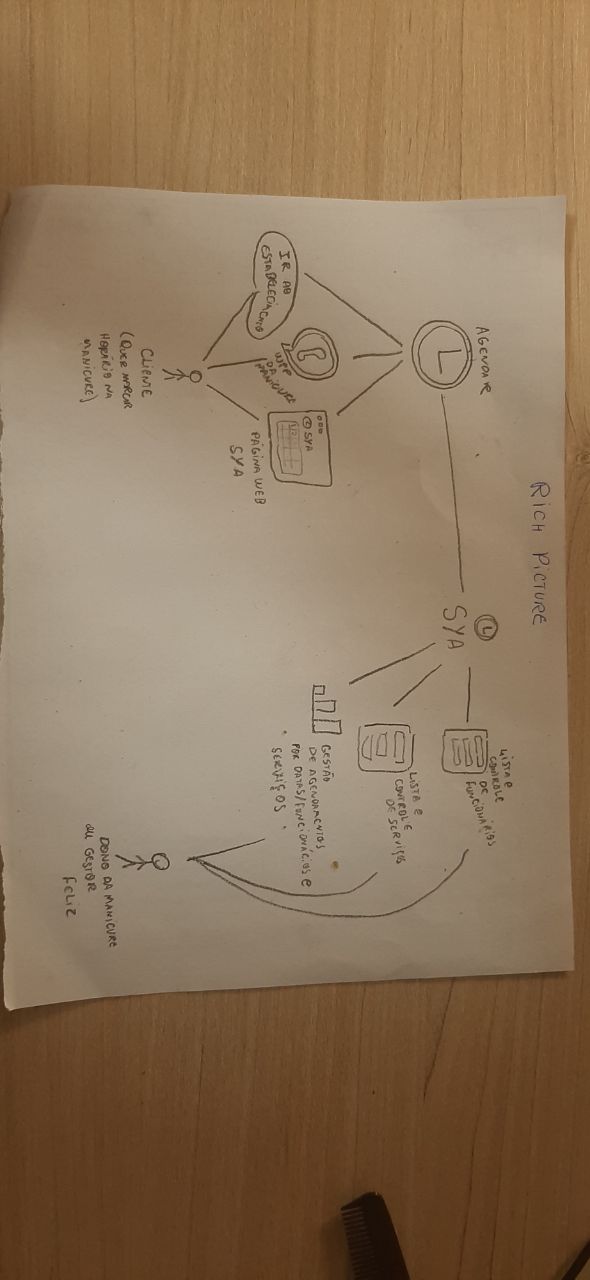 RICH PICTURE
AGENDAR
SYA
LISTA E
CONTROLE
DE
FUNCIONÁRIOS
IR AO
ESTABELECIMENTO
WPP
DA
MANICURE
SYA
PÁGINA WEB
SYA
LISTA E
CONTROLE
DE SERVIÇOS
GESTÃO
DE AGENDAMENTOS
POR DATAS/FUNCIONÁRIOS E
SERVIÇOS.
CLIENTE
(QUER MARCAR
HORÁRIO NA
MANICURE)
DONO DA MANICURE
OU GESTOR
FELIZ